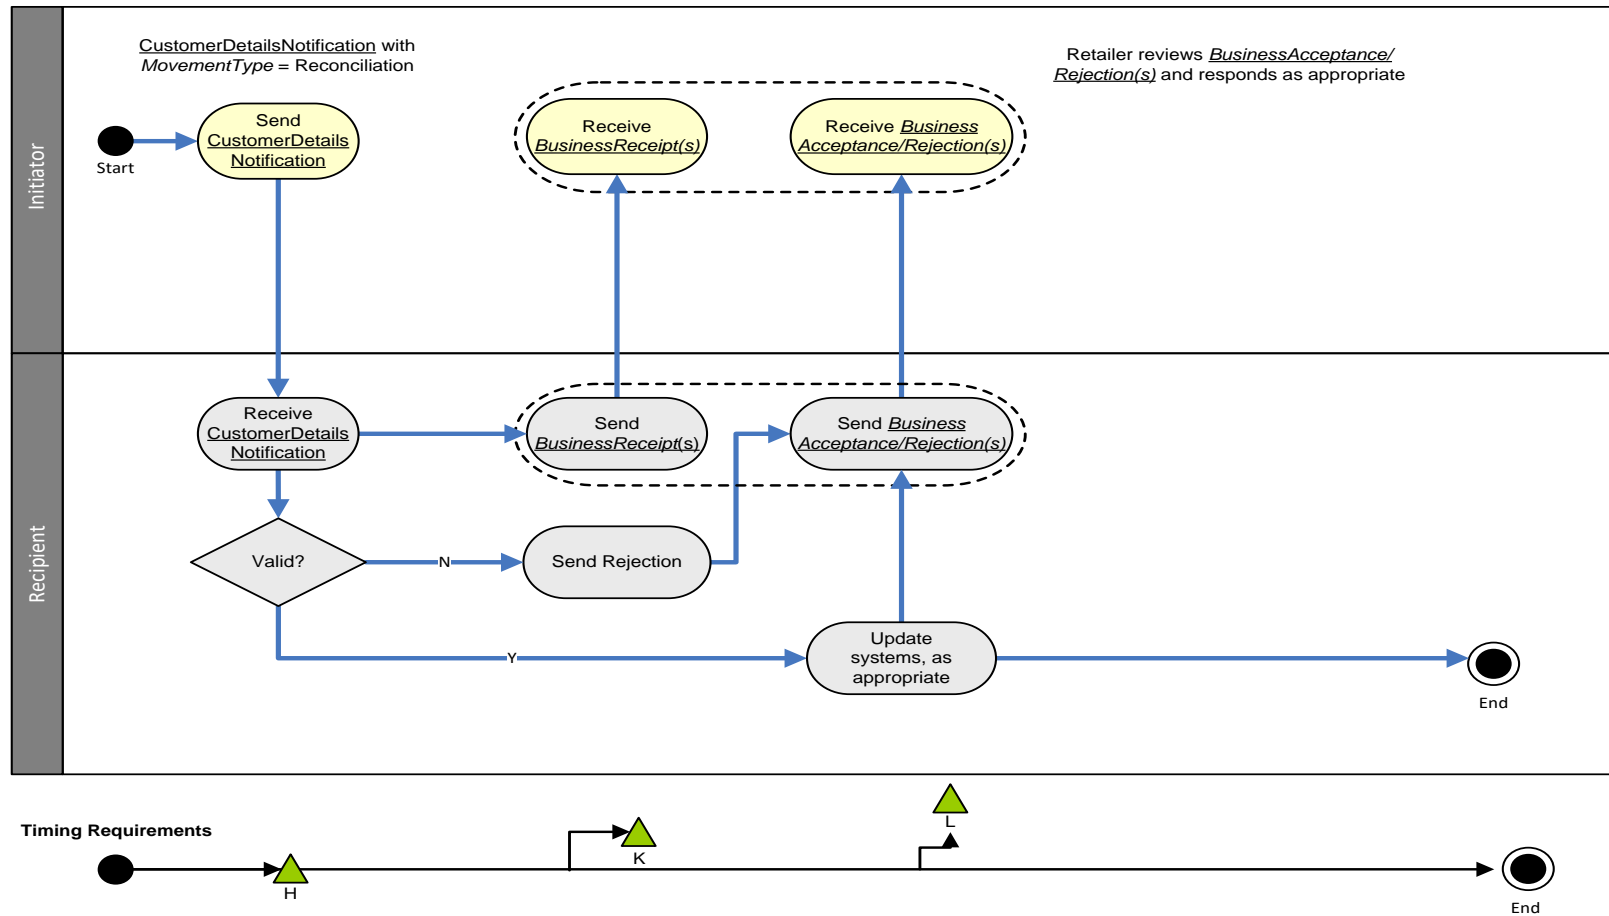 CustomerDetailsNotification with
MovementType = Reconciliation
Retailer reviews BusinessAcceptance/
Rejection(s) and responds as appropriate
Initiator
Start
Send
CustomerDetails
Notification
Receive
BusinessReceipt(s)
Receive Business
Acceptance/Rejection(s)
Recipient
Receive
CustomerDetails
Notification
Send
BusinessReceipt(s)
Send Business
Acceptance/Rejection(s)
Valid?
N
Send Rejection
Y
Update
systems, as
appropriate
End
Timing Requirements
H
K
L
End